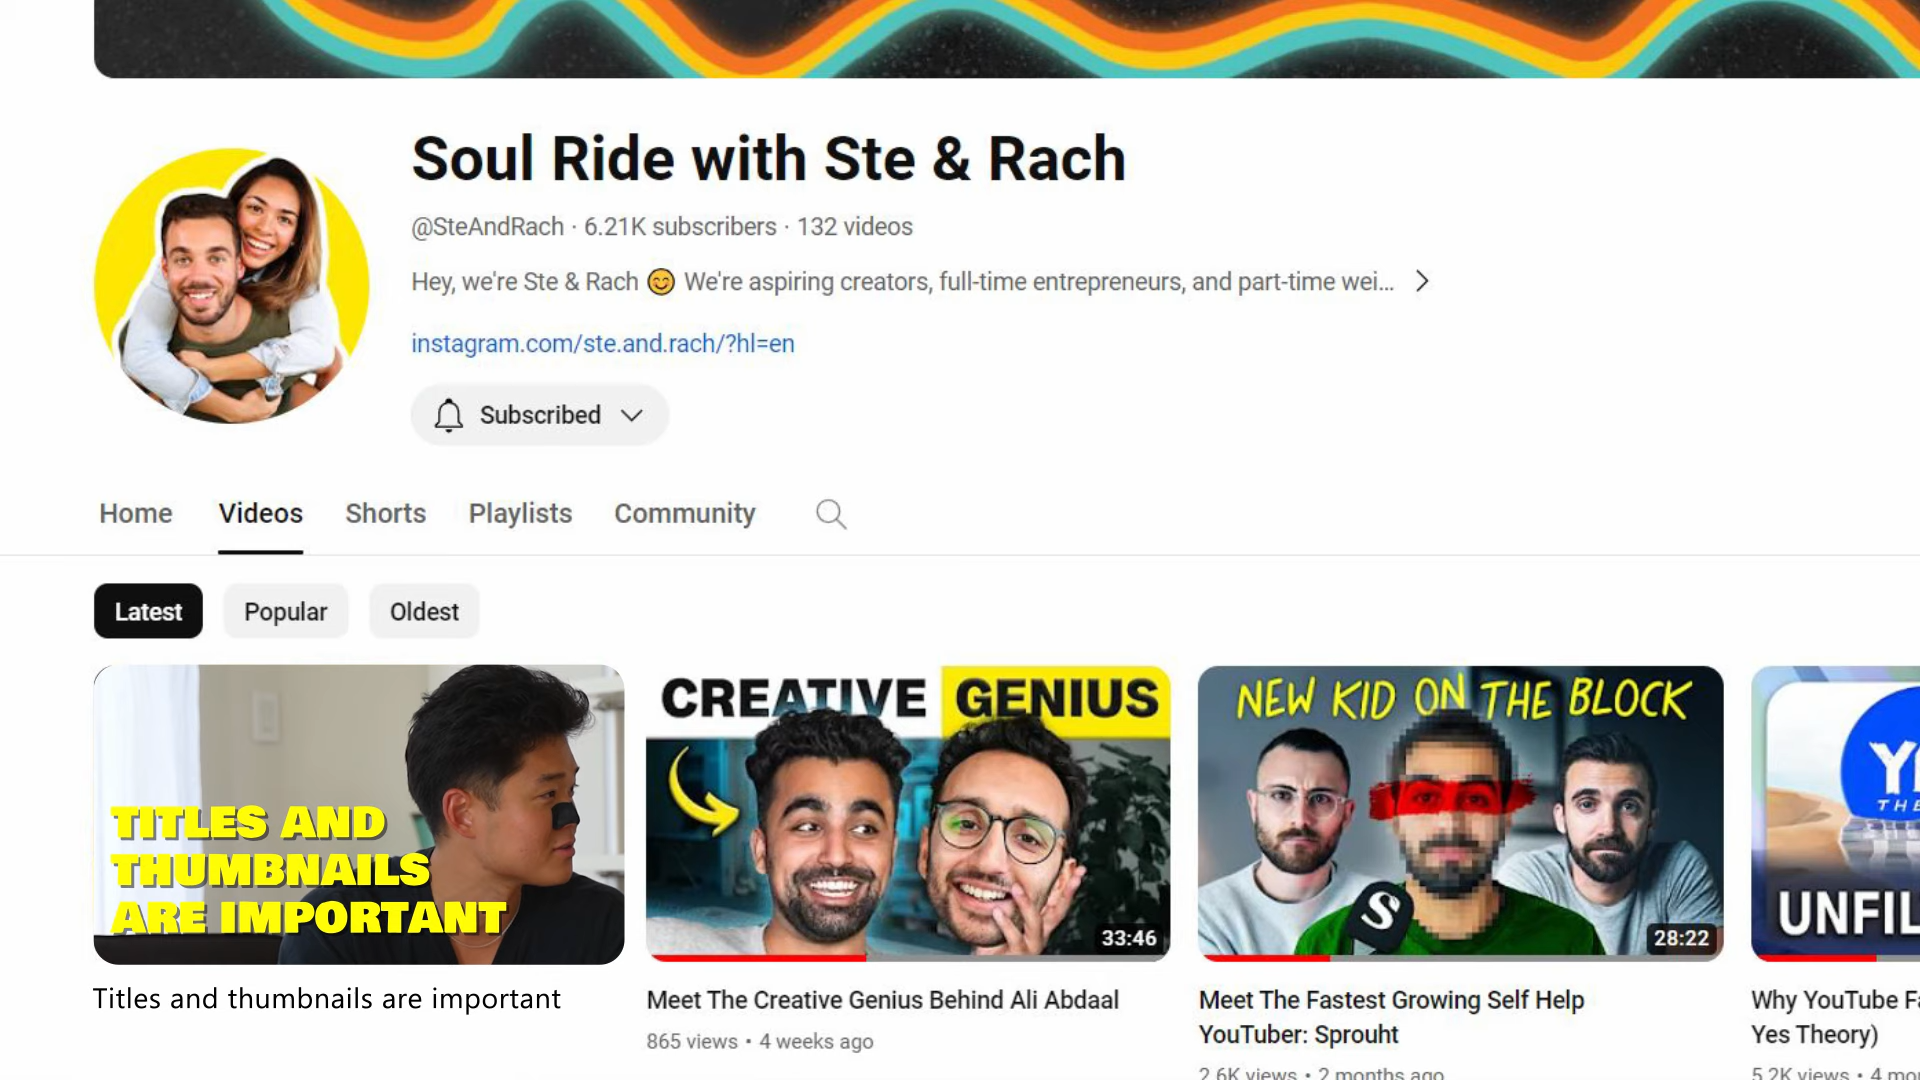 Soul Ride with Ste & Rach
@SteAndRach · 6.21K subscribers · 132 videos
Hey, we're Ste & Rach 😊 We're aspiring creators, full-time entrepreneurs, and part-time wei...
instagram.com/ste.and.rach/?hl=en
Subscribed
Home Videos Shorts Playlists Community
Latest Popular Oldest
TITLES AND
THUMBNAILS
ARE IMPORTANT
Titles and thumbnails are important
CREATIVE GENIUS
33:46
Meet The Creative Genius Behind Ali Abdaal
865 views • 4 weeks ago
NEW KID ON THE BLOCK
S
28:22
Meet The Fastest Growing Self Help
YouTuber: Sprouht
2.6K views • 2 months ago
THE
UNFIL
Why YouTube Fa
Yes Theory)
5.2K views • 4 mo